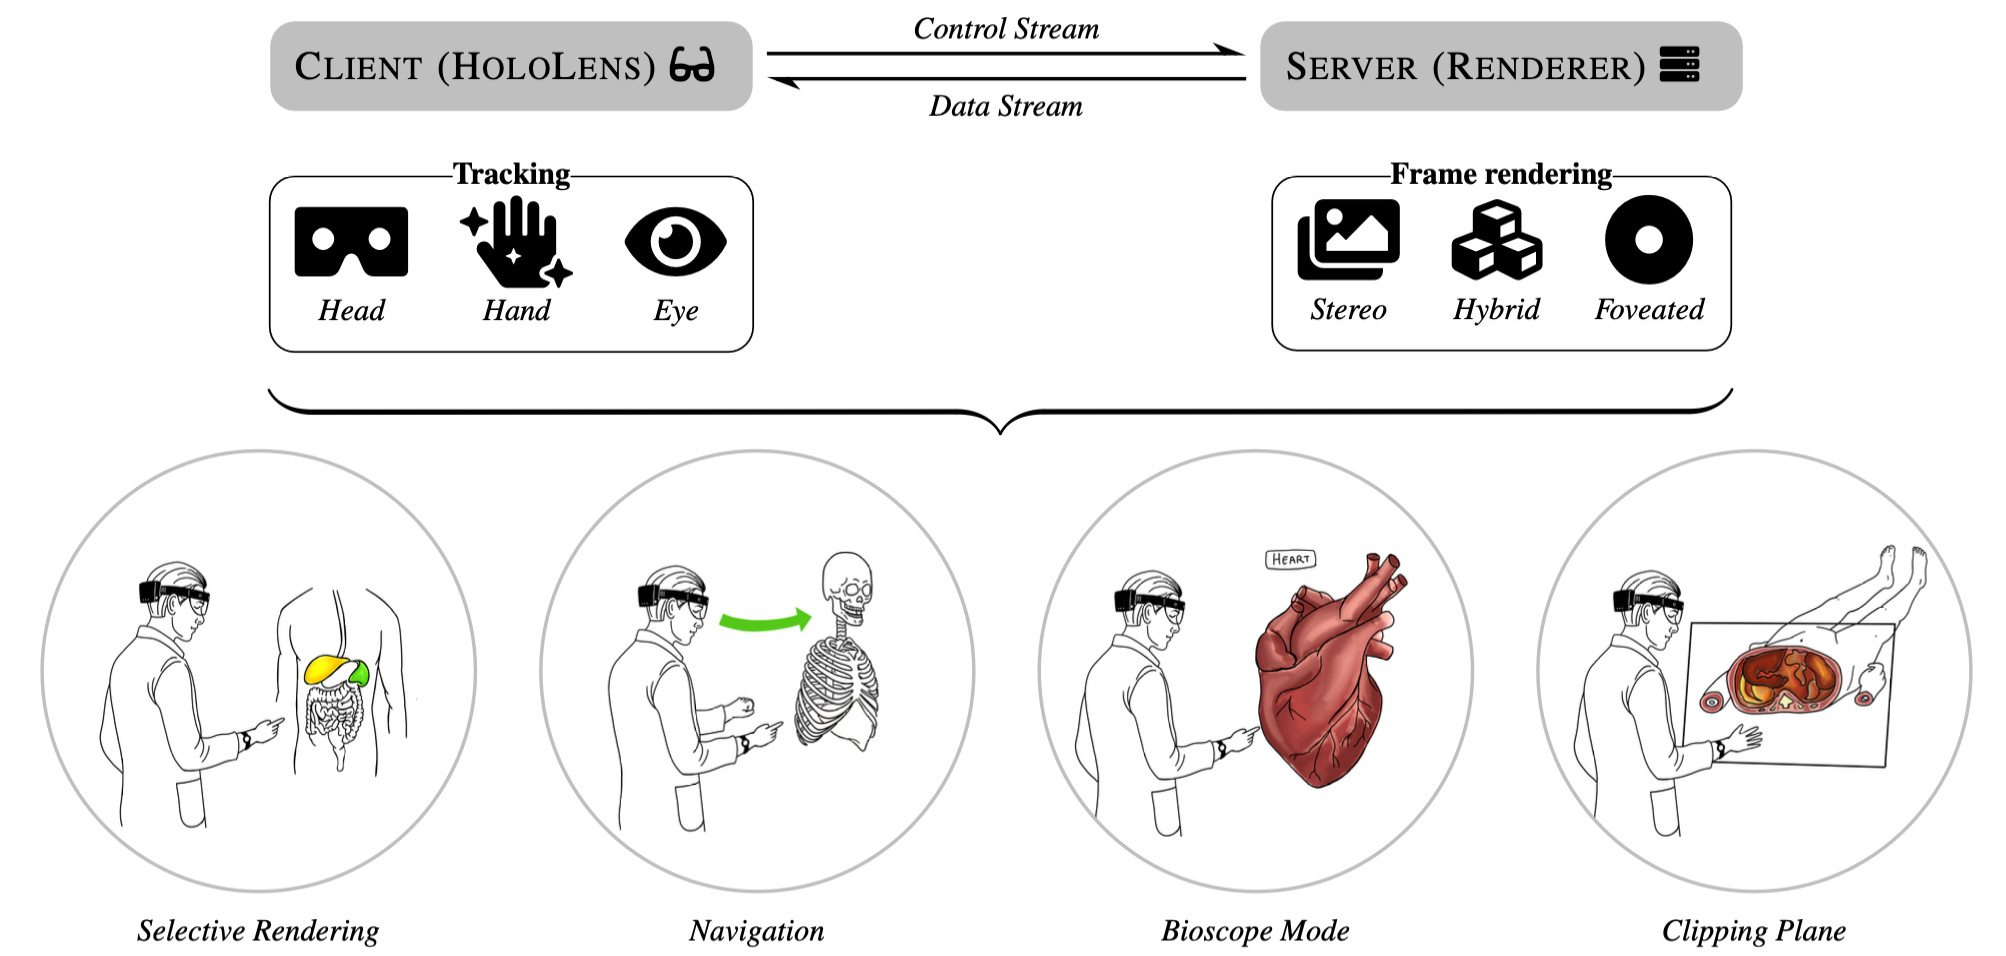 Control Stream
CLIENT (HOLOLENS)
SERVER (RENDERER)
Data Stream
Tracking
Frame rendering
Head
Hand
Eye
Stereo
Hybrid
Foveated
HEART
Selective Rendering
Navigation
Bioscope Mode
Clipping Plane